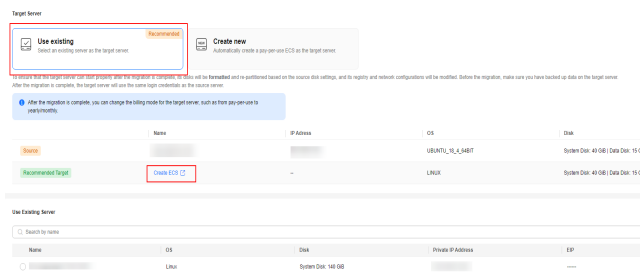 Target Server
Recommended
Use existing
Select an existing server as the target server.
Create new
Automatically create a pay-per-use ECS as the target server.
To ensure that the target server can start properly after the migration is complete, its disks will be formatted and re-partitioned based on the source disk settings, and its registry and network configurations will be modified. Before the migration, make sure you have backed up data on the target server.
After the migration is complete, the target server will use the same login credentials as the source server.
After the migration is complete, you can change the billing mode for the target server, such as from pay-per-use to
yearly/monthly.
Name IP Adress OS Disk
Source UBUNTU_18_4_64BIT System Disk: 40 GiB | Data Disk: 15 G
Recommended Target Create ECS – LINUX System Disk: 40 GiB | Data Disk: 15 G
Use Existing Server
Search by name
Name OS Disk Private IP Address EIP
Linux System Disk: 140 GiB